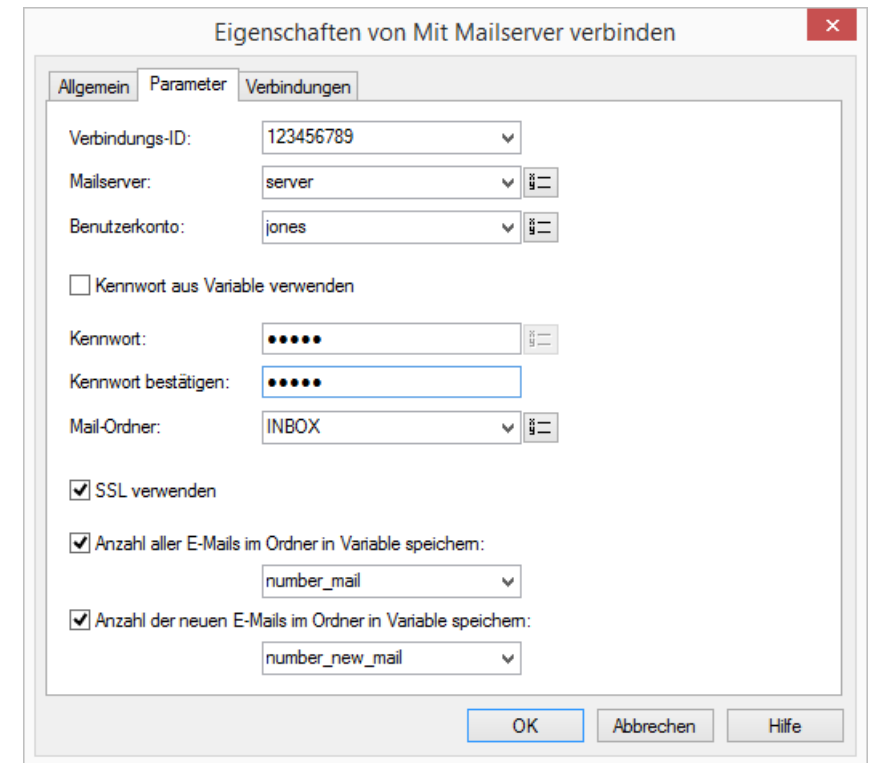 Eigenschaften von Mit Mailserver verbinden
Allgemein Parameter Verbindungen
Verbindungs-ID: 123456789
Mailserver: server
Benutzerkonto: jones
Kennwort aus Variable verwenden
Kennwort: •••••
Kennwort bestätigen: •••••
Mail-Ordner: INBOX
SSL verwenden
Anzahl aller E-Mails im Ordner in Variable speichern:
number_mail
Anzahl der neuen E-Mails im Ordner in Variable speichern:
number_new_mail
OK Abbrechen Hilfe